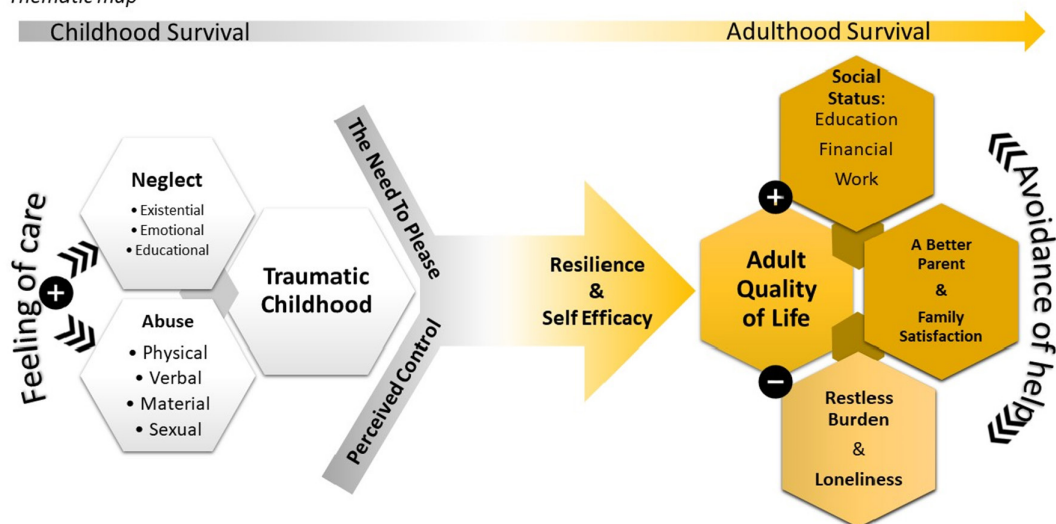 Thematic map
Childhood Survival
Adulthood Survival
Feeling of care
+
Neglect
• Existential
• Emotional
• Educational
Abuse
• Physical
• Verbal
• Material
• Sexual
Traumatic
Childhood
The Need To Please
Perceived Control
Resilience
&
Self Efficacy
+
Adult
Quality
of Life
−
Social
Status:
Education
Financial
Work
A Better
Parent
&
Family
Satisfaction
Restless
Burden
&
Loneliness
Avoidance of help